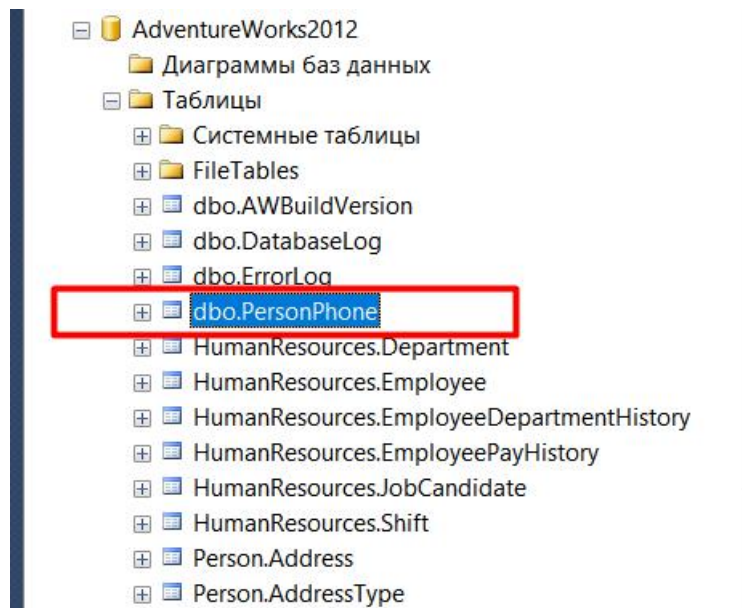 AdventureWorks2012
Диаграммы баз данных
Таблицы
Системные таблицы
FileTables
dbo.AWBuildVersion
dbo.DatabaseLog
dbo.ErrorLog
dbo.PersonPhone
HumanResources.Department
HumanResources.Employee
HumanResources.EmployeeDepartmentHistory
HumanResources.EmployeePayHistory
HumanResources.JobCandidate
HumanResources.Shift
Person.Address
Person.AddressType